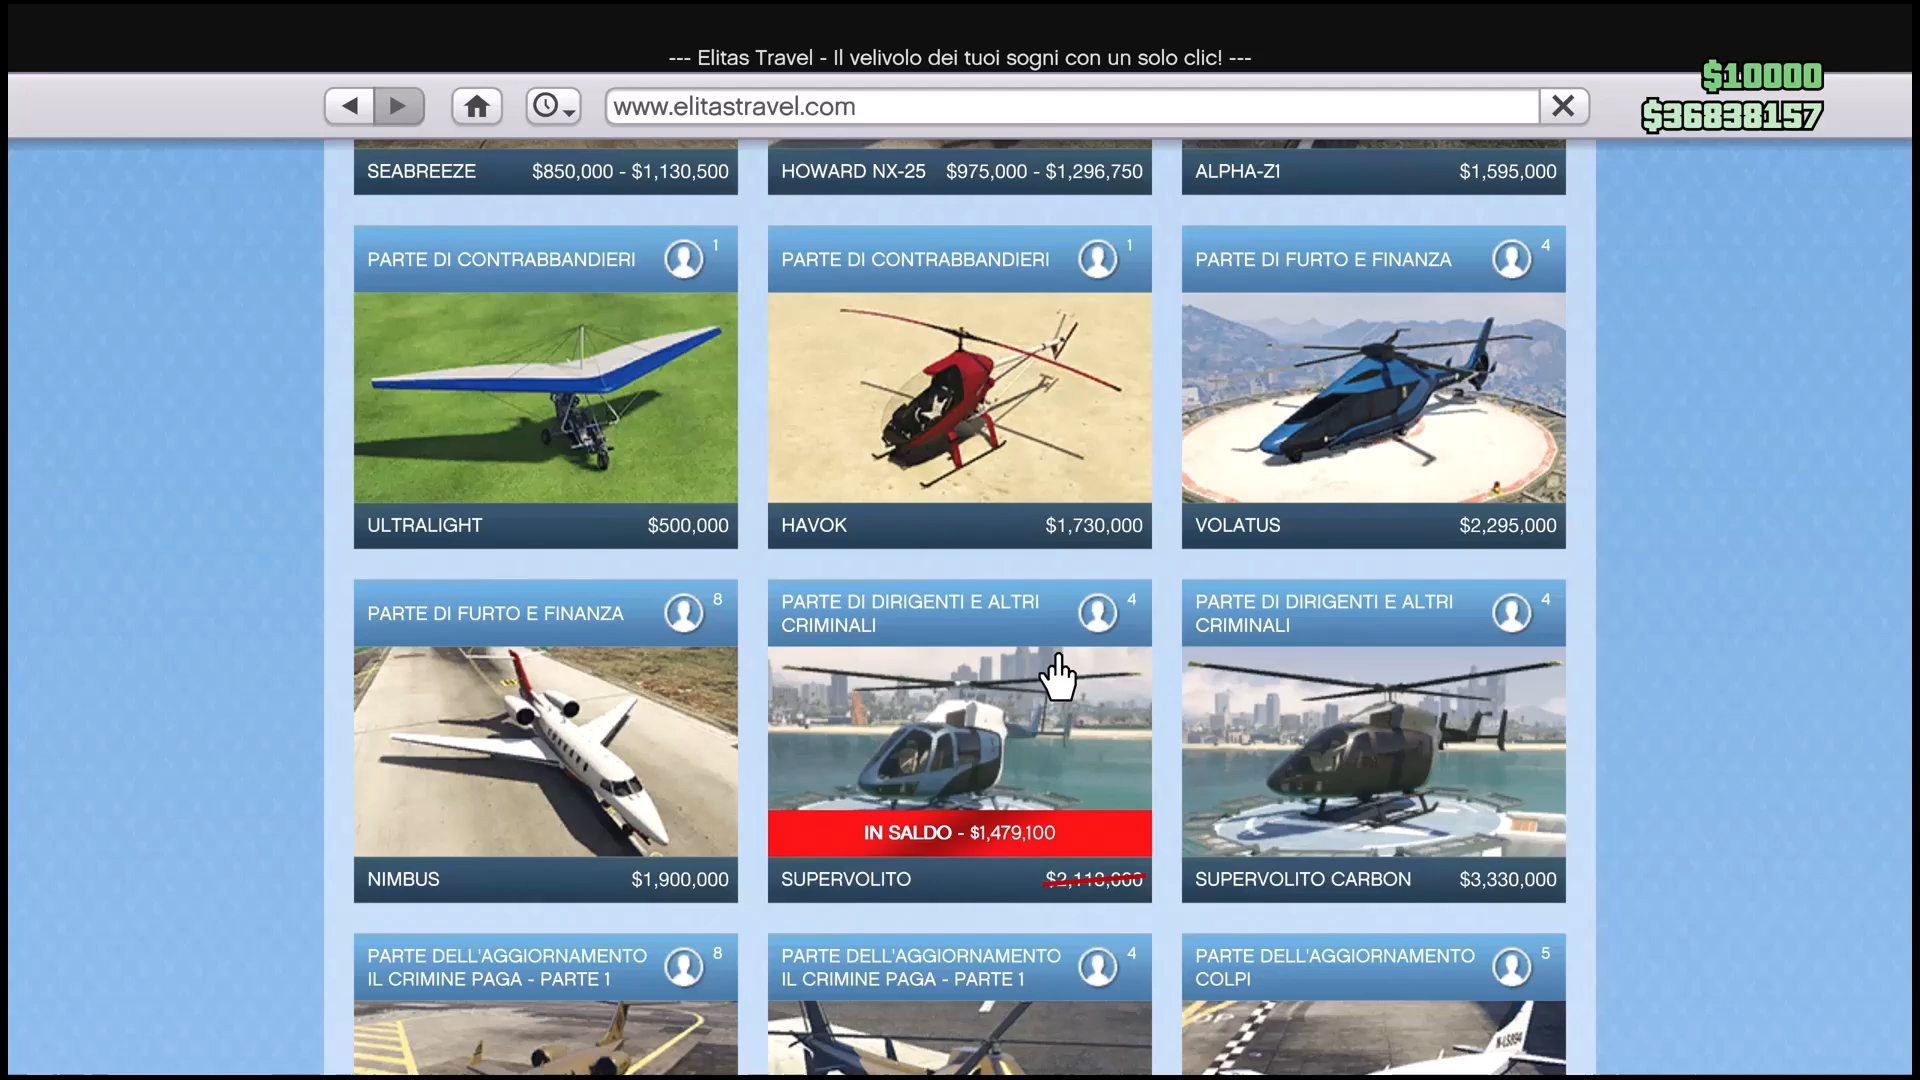 --- Elitas Travel - Il velivolo dei tuoi sogni con un solo clic! ---
$10000
www.elitastravel.com
$36838157
SEABREEZE $850,000 - $1,130,500
HOWARD NX-25 $975,000 - $1,296,750
ALPHA-Z1 $1,595,000
PARTE DI CONTRABBANDIERI 1
PARTE DI CONTRABBANDIERI 1
PARTE DI FURTO E FINANZA 4
ULTRALIGHT $500,000
HAVOK $1,730,000
VOLATUS $2,295,000
PARTE DI FURTO E FINANZA 8
PARTE DI DIRIGENTI E ALTRI
CRIMINALI 4
PARTE DI DIRIGENTI E ALTRI
CRIMINALI 4
IN SALDO - $1,479,100
NIMBUS $1,900,000
SUPERVOLITO $2,113,000
SUPERVOLITO CARBON $3,330,000
PARTE DELL'AGGIORNAMENTO
IL CRIMINE PAGA - PARTE 1 8
PARTE DELL'AGGIORNAMENTO
IL CRIMINE PAGA - PARTE 1 4
PARTE DELL'AGGIORNAMENTO
COLPI 5